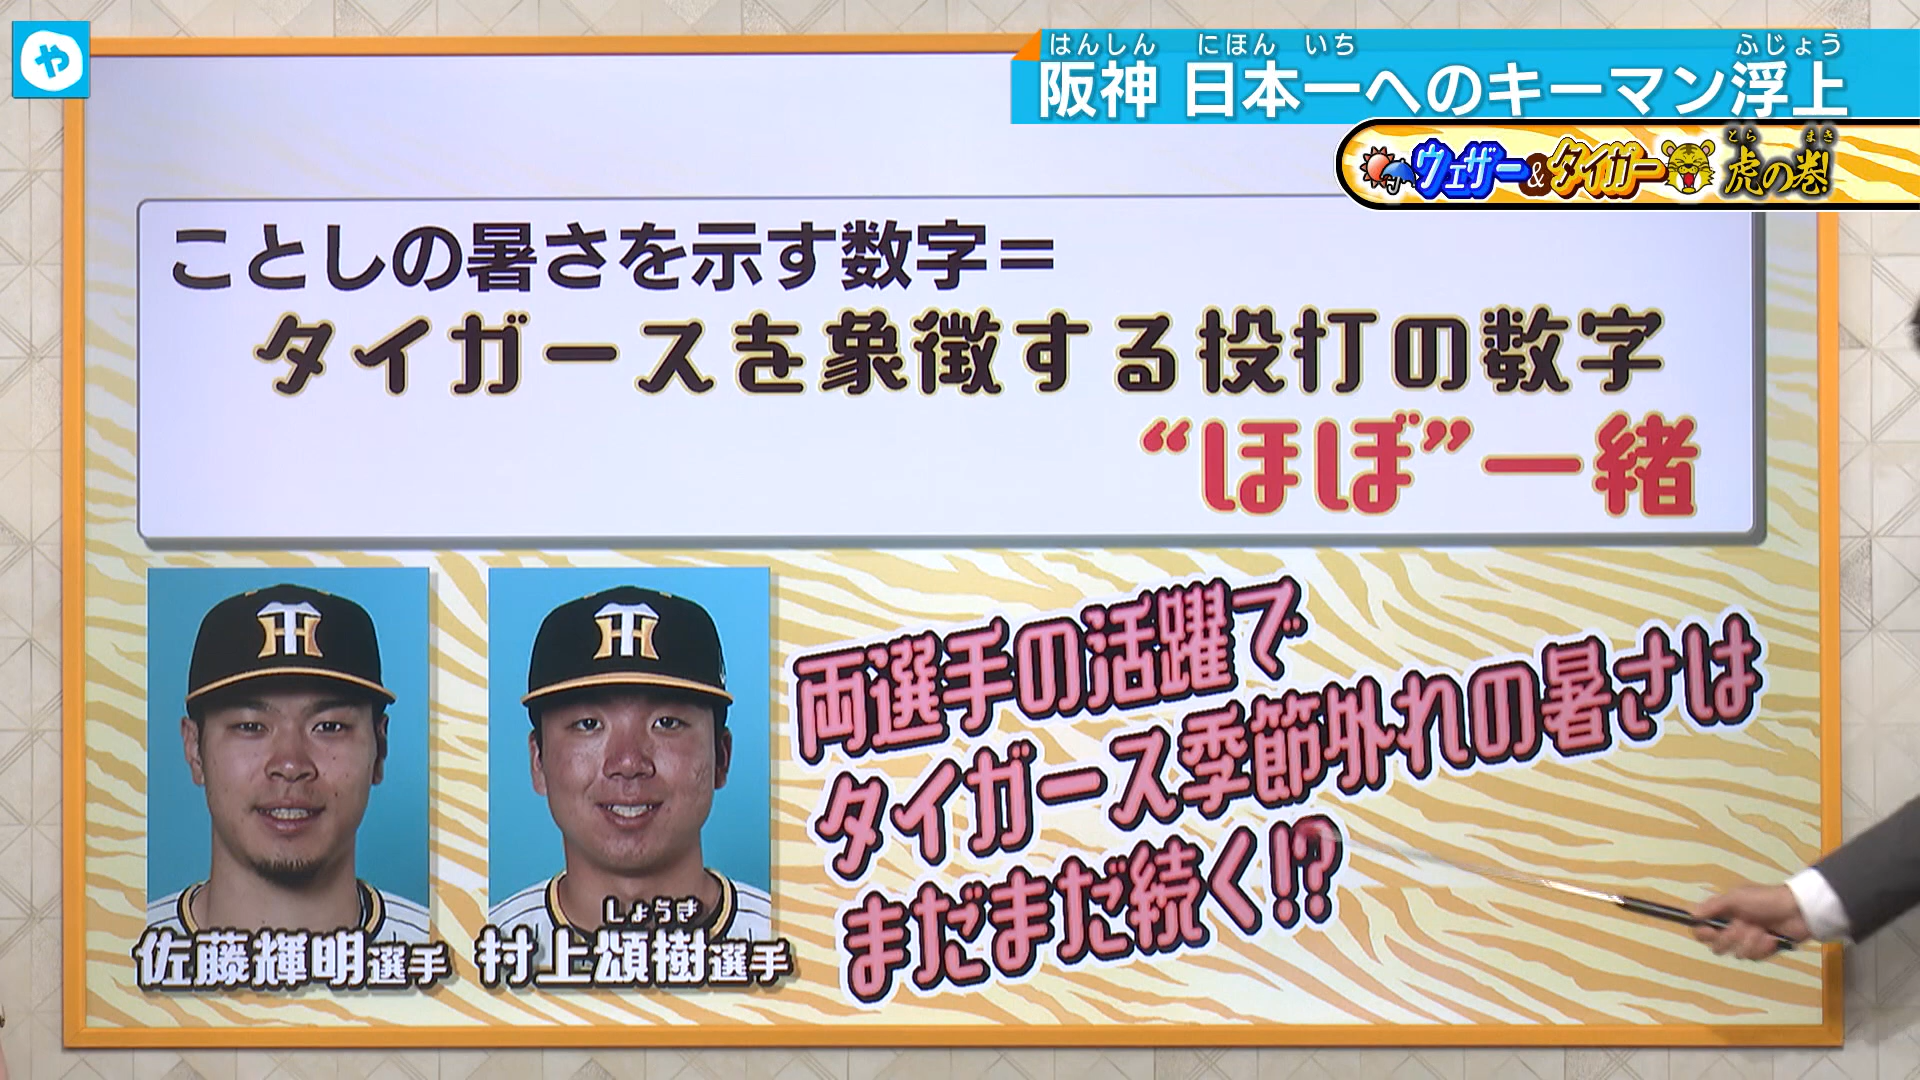 や
はんしん にほん いち ふじょう
阪神 日本一へのキーマン浮上
とら まき
ウェザー&タイガー虎の巻
ことしの暑さを示す数字＝
タイガースを象徴する投打の数字
“ほぼ”一緒
TH
TH
両選手の活躍で
タイガース季節外れの暑さは
まだまだ続く!?
佐藤輝明選手
しょうき
村上頌樹選手